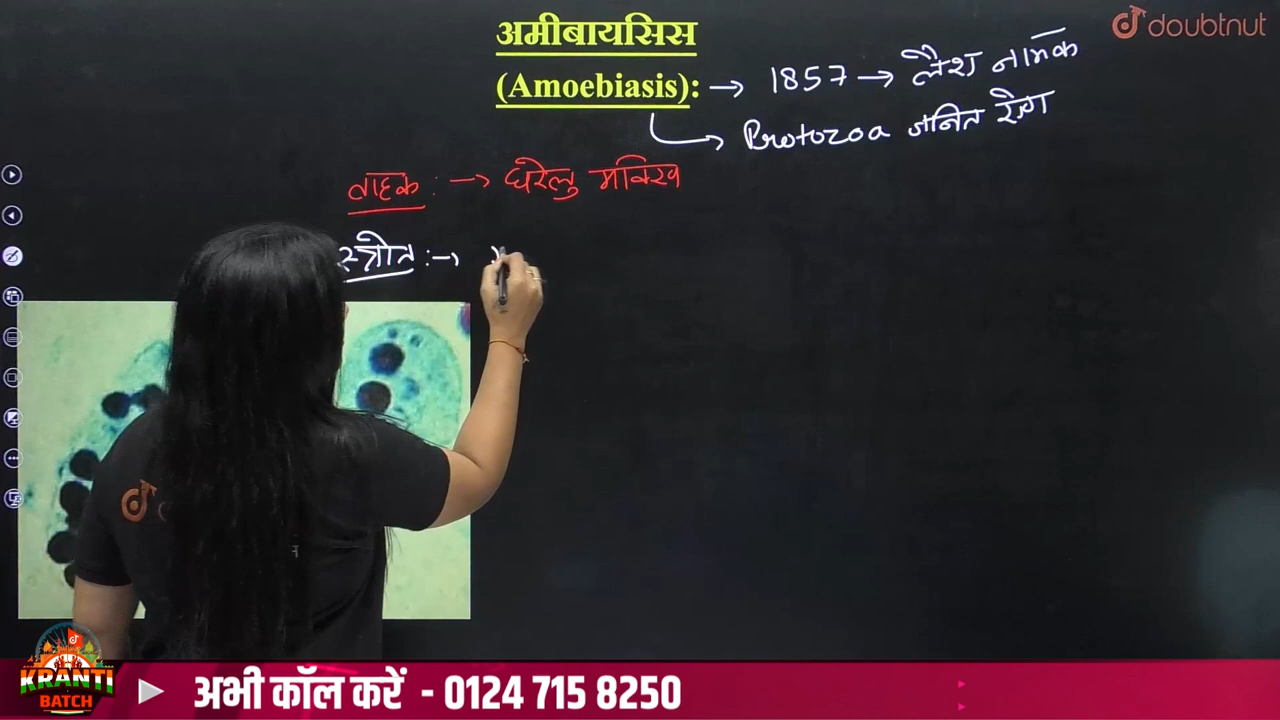 अमीबायसिस
doubtnut
(Amoebiasis): → 1857 → लैश नामक
Protozoa जनित रोग
वाहक :→ घरेलु मक्खि
स्त्रोत :→
KRANTI
BATCH
अभी कॉल करें - 0124 715 8250